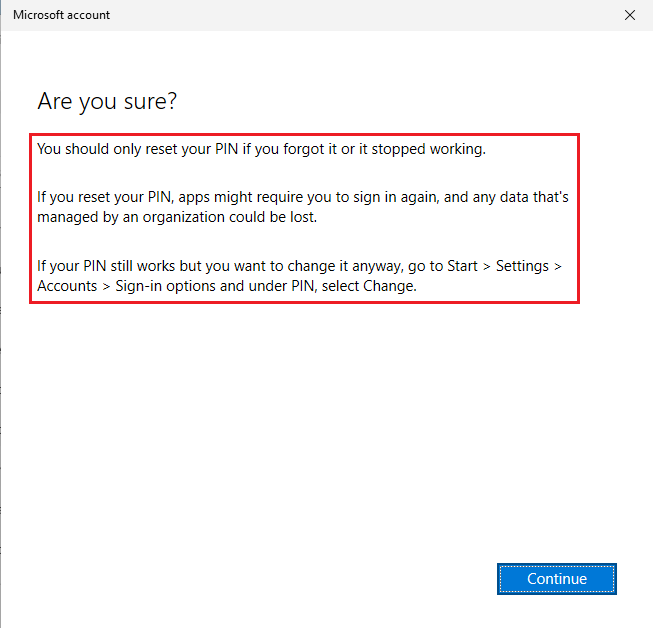 Microsoft account
Are you sure?
You should only reset your PIN if you forgot it or it stopped working.
If you reset your PIN, apps might require you to sign in again, and any data that's
managed by an organization could be lost.
If your PIN still works but you want to change it anyway, go to Start > Settings >
Accounts > Sign-in options and under PIN, select Change.
Continue